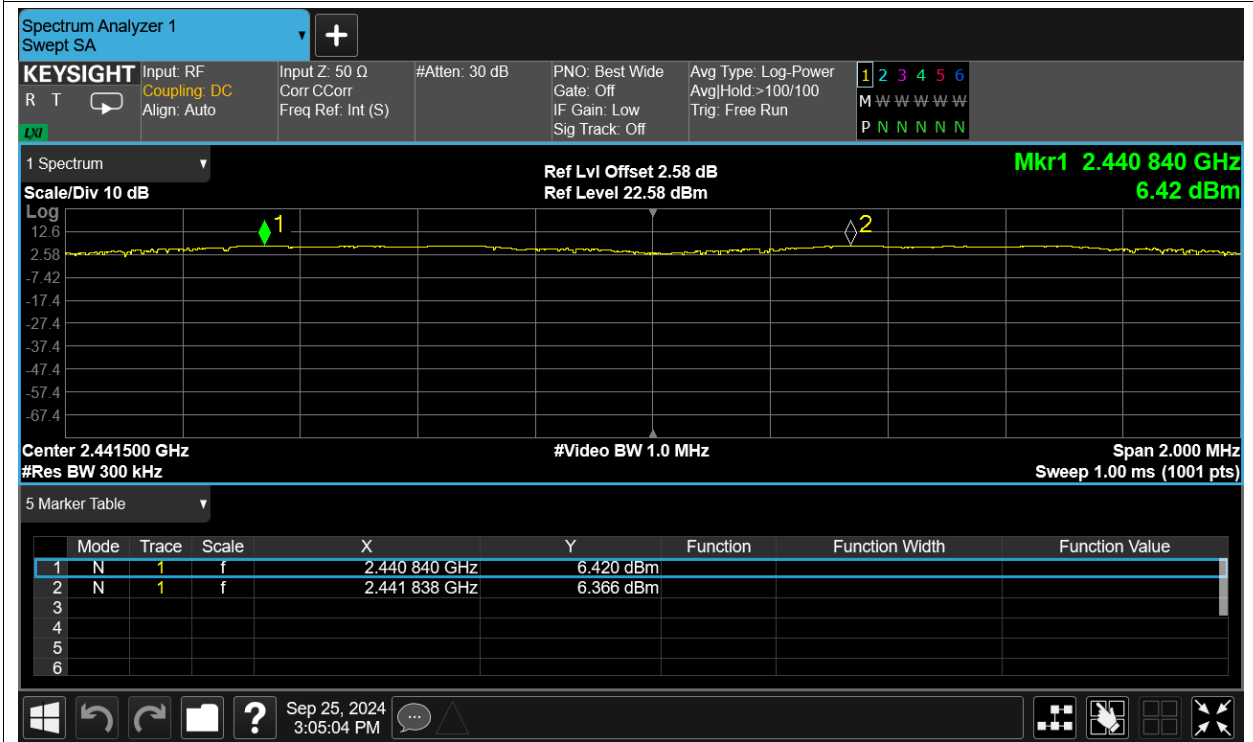 Spectrum Analyzer 1
Swept SA
+
KEYSIGHT Input: RF Input Z: 50 Ω #Atten: 30 dB PNO: Best Wide Avg Type: Log-Power 1 2 3 4 5 6
R T Coupling: DC Corr CCorr Gate: Off Avg|Hold:>100/100 M W W W W W
Align: Auto Freq Ref: Int (S) IF Gain: Low Trig: Free Run
LXI Sig Track: Off P N N N N N
1 Spectrum Ref Lvl Offset 2.58 dB Mkr1 2.440 840 GHz
Scale/Div 10 dB Ref Level 22.58 dBm 6.42 dBm
Log
1 2
12.6
2.58
-7.42
-17.4
-27.4
-37.4
-47.4
-57.4
-67.4
Center 2.441500 GHz #Video BW 1.0 MHz Span 2.000 MHz
#Res BW 300 kHz Sweep 1.00 ms (1001 pts)
5 Marker Table
Mode Trace Scale X Y Function Function Width Function Value
1 N 1 f 2.440 840 GHz 6.420 dBm
2 N 1 f 2.441 838 GHz 6.366 dBm
3
4
5
6
? Sep 25, 2024
3:05:04 PM